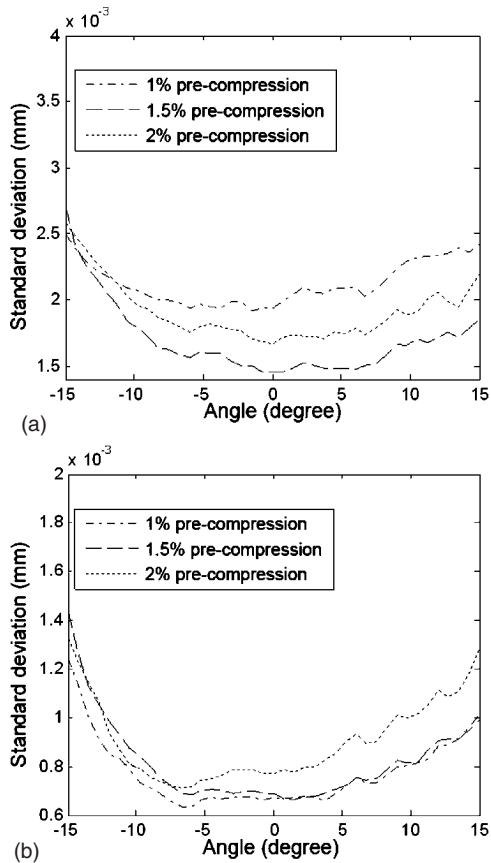 × 10⁻³
4
3.5
3
2.5
2
1.5
Standard deviation (mm)
1% pre-compression
1.5% pre-compression
2% pre-compression
-15 -10 -5 0 5 10 15
Angle (degree)
(a)
× 10⁻³
2
1.8
1.6
1.4
1.2
1
0.8
0.6
Standard deviation (mm)
1% pre-compression
1.5% pre-compression
2% pre-compression
-15 -10 -5 0 5 10 15
Angle (degree)
(b)